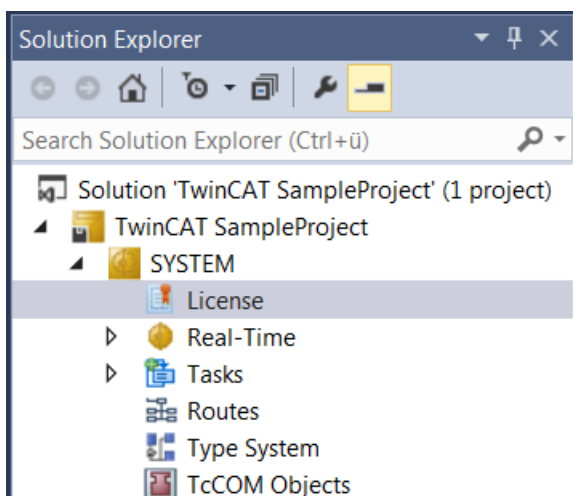 Solution Explorer
Search Solution Explorer (Ctrl+ü)
Solution 'TwinCAT SampleProject' (1 project)
TwinCAT SampleProject
SYSTEM
License
Real-Time
Tasks
Routes
Type System
TcCOM Objects